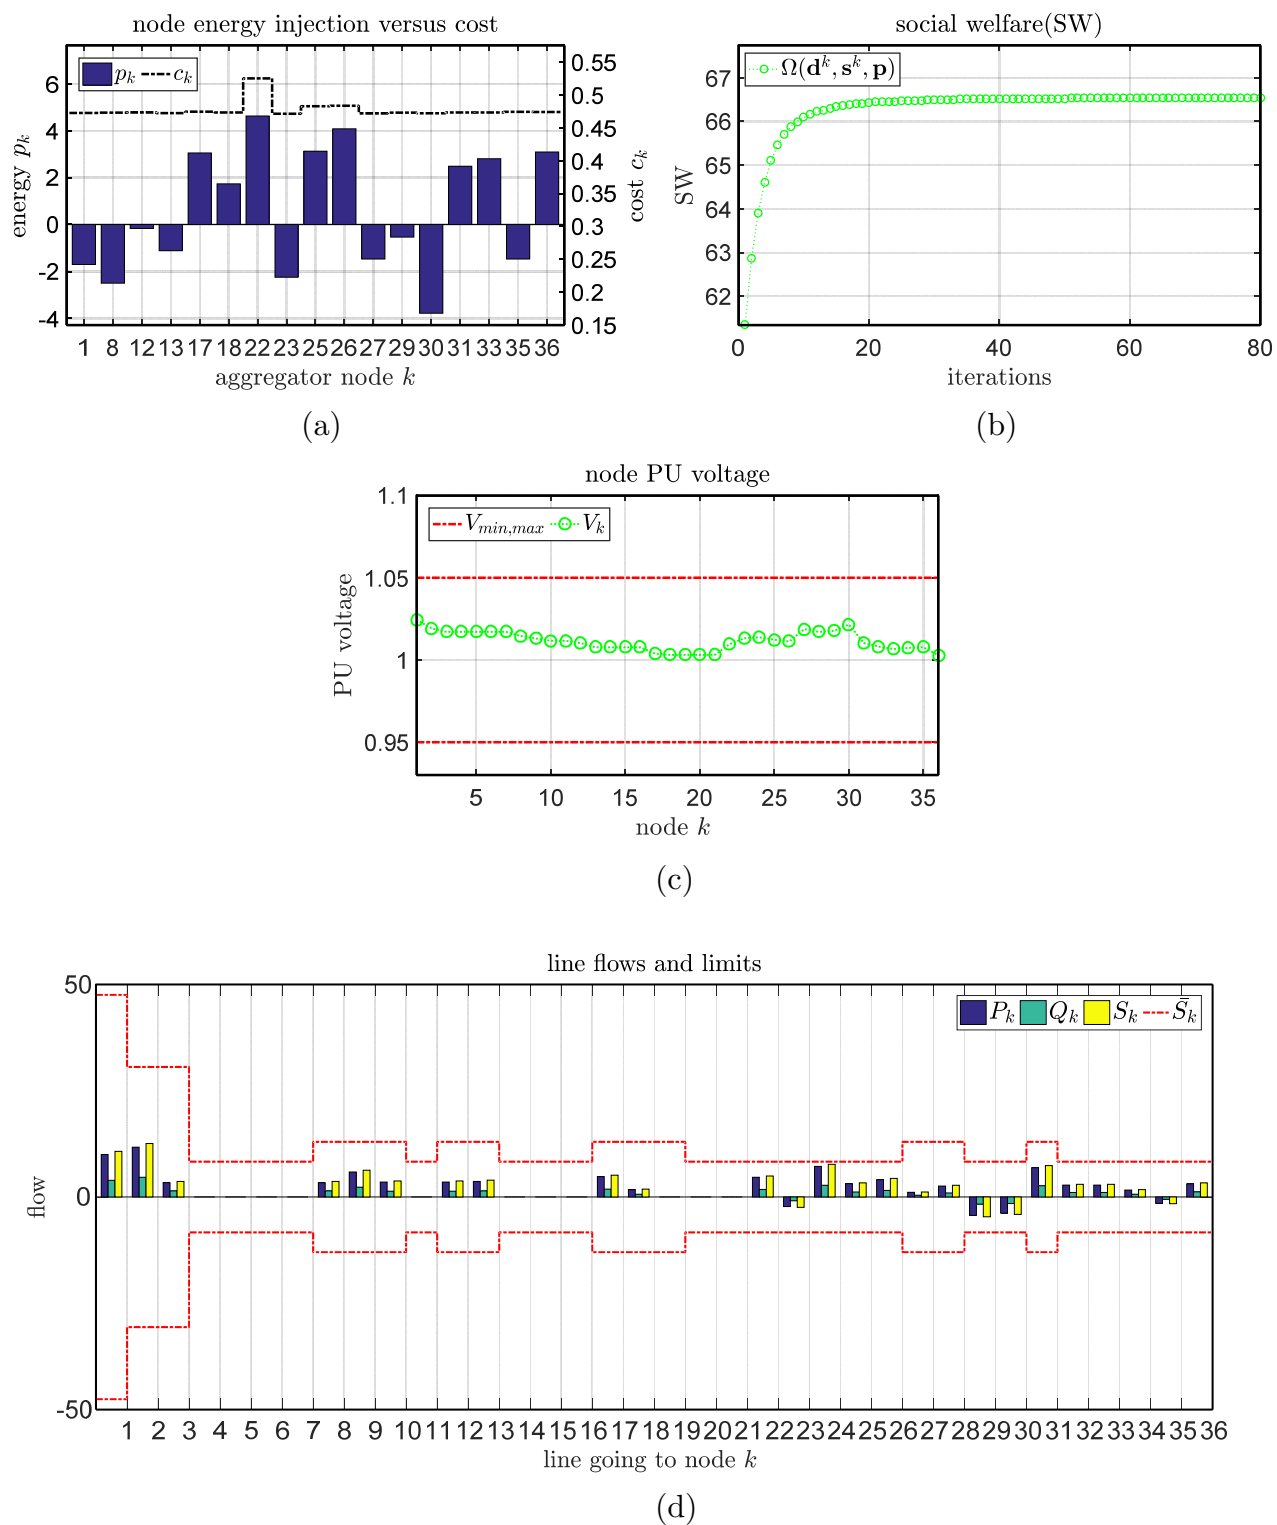 node energy injection versus cost
p_k c_k
6
4
2
0
-2
-4
energy p_k
0.55
0.5
0.45
0.4
0.35
0.3
0.25
0.2
0.15
cost c_k
1 8 12 13 17 18 22 23 25 26 27 29 30 31 33 35 36
aggregator node k
(a)
social welfare(SW)
Ω(d^k, s^k, p)
67
66
65
64
63
62
SW
0 20 40 60 80
iterations
(b)
node PU voltage
V_{min,max} V_k
1.1
1.05
1
0.95
PU voltage
5 10 15 20 25 30 35
node k
(c)
line flows and limits
P_k Q_k S_k S̄_k
50
0
-50
flow
1 2 3 4 5 6 7 8 9 10 11 12 13 14 15 16 17 18 19 20 21 22 23 24 25 26 27 28 29 30 31 32 33 34 35 36
line going to node k
(d)